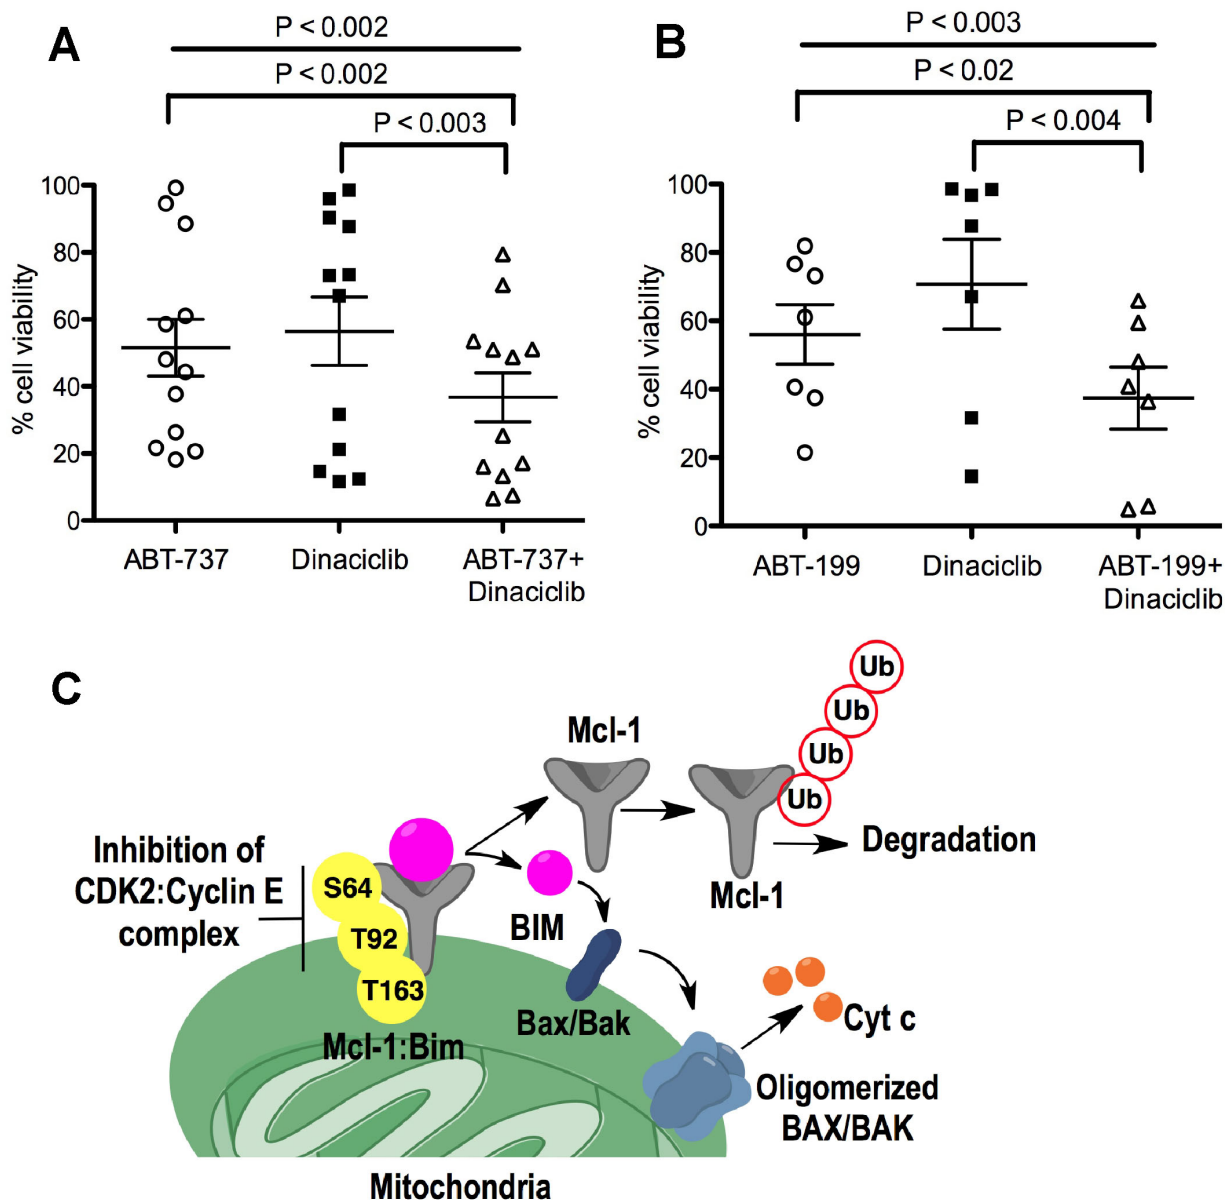 A
P < 0.002
P < 0.002
P < 0.003
% cell viability
100
80
60
40
20
0
ABT-737
Dinaciclib
ABT-737+
Dinaciclib
B
P < 0.003
P < 0.02
P < 0.004
% cell viability
100
80
60
40
20
0
ABT-199
Dinaciclib
ABT-199+
Dinaciclib
C
Inhibition of
CDK2:Cyclin E
complex
S64
T92
T163
Mcl-1:Bim
Mcl-1
BIM
Bax/Bak
Mcl-1
Ub
Ub
Ub
Ub
Degradation
Cyt c
Oligomerized
BAX/BAK
Mitochondria